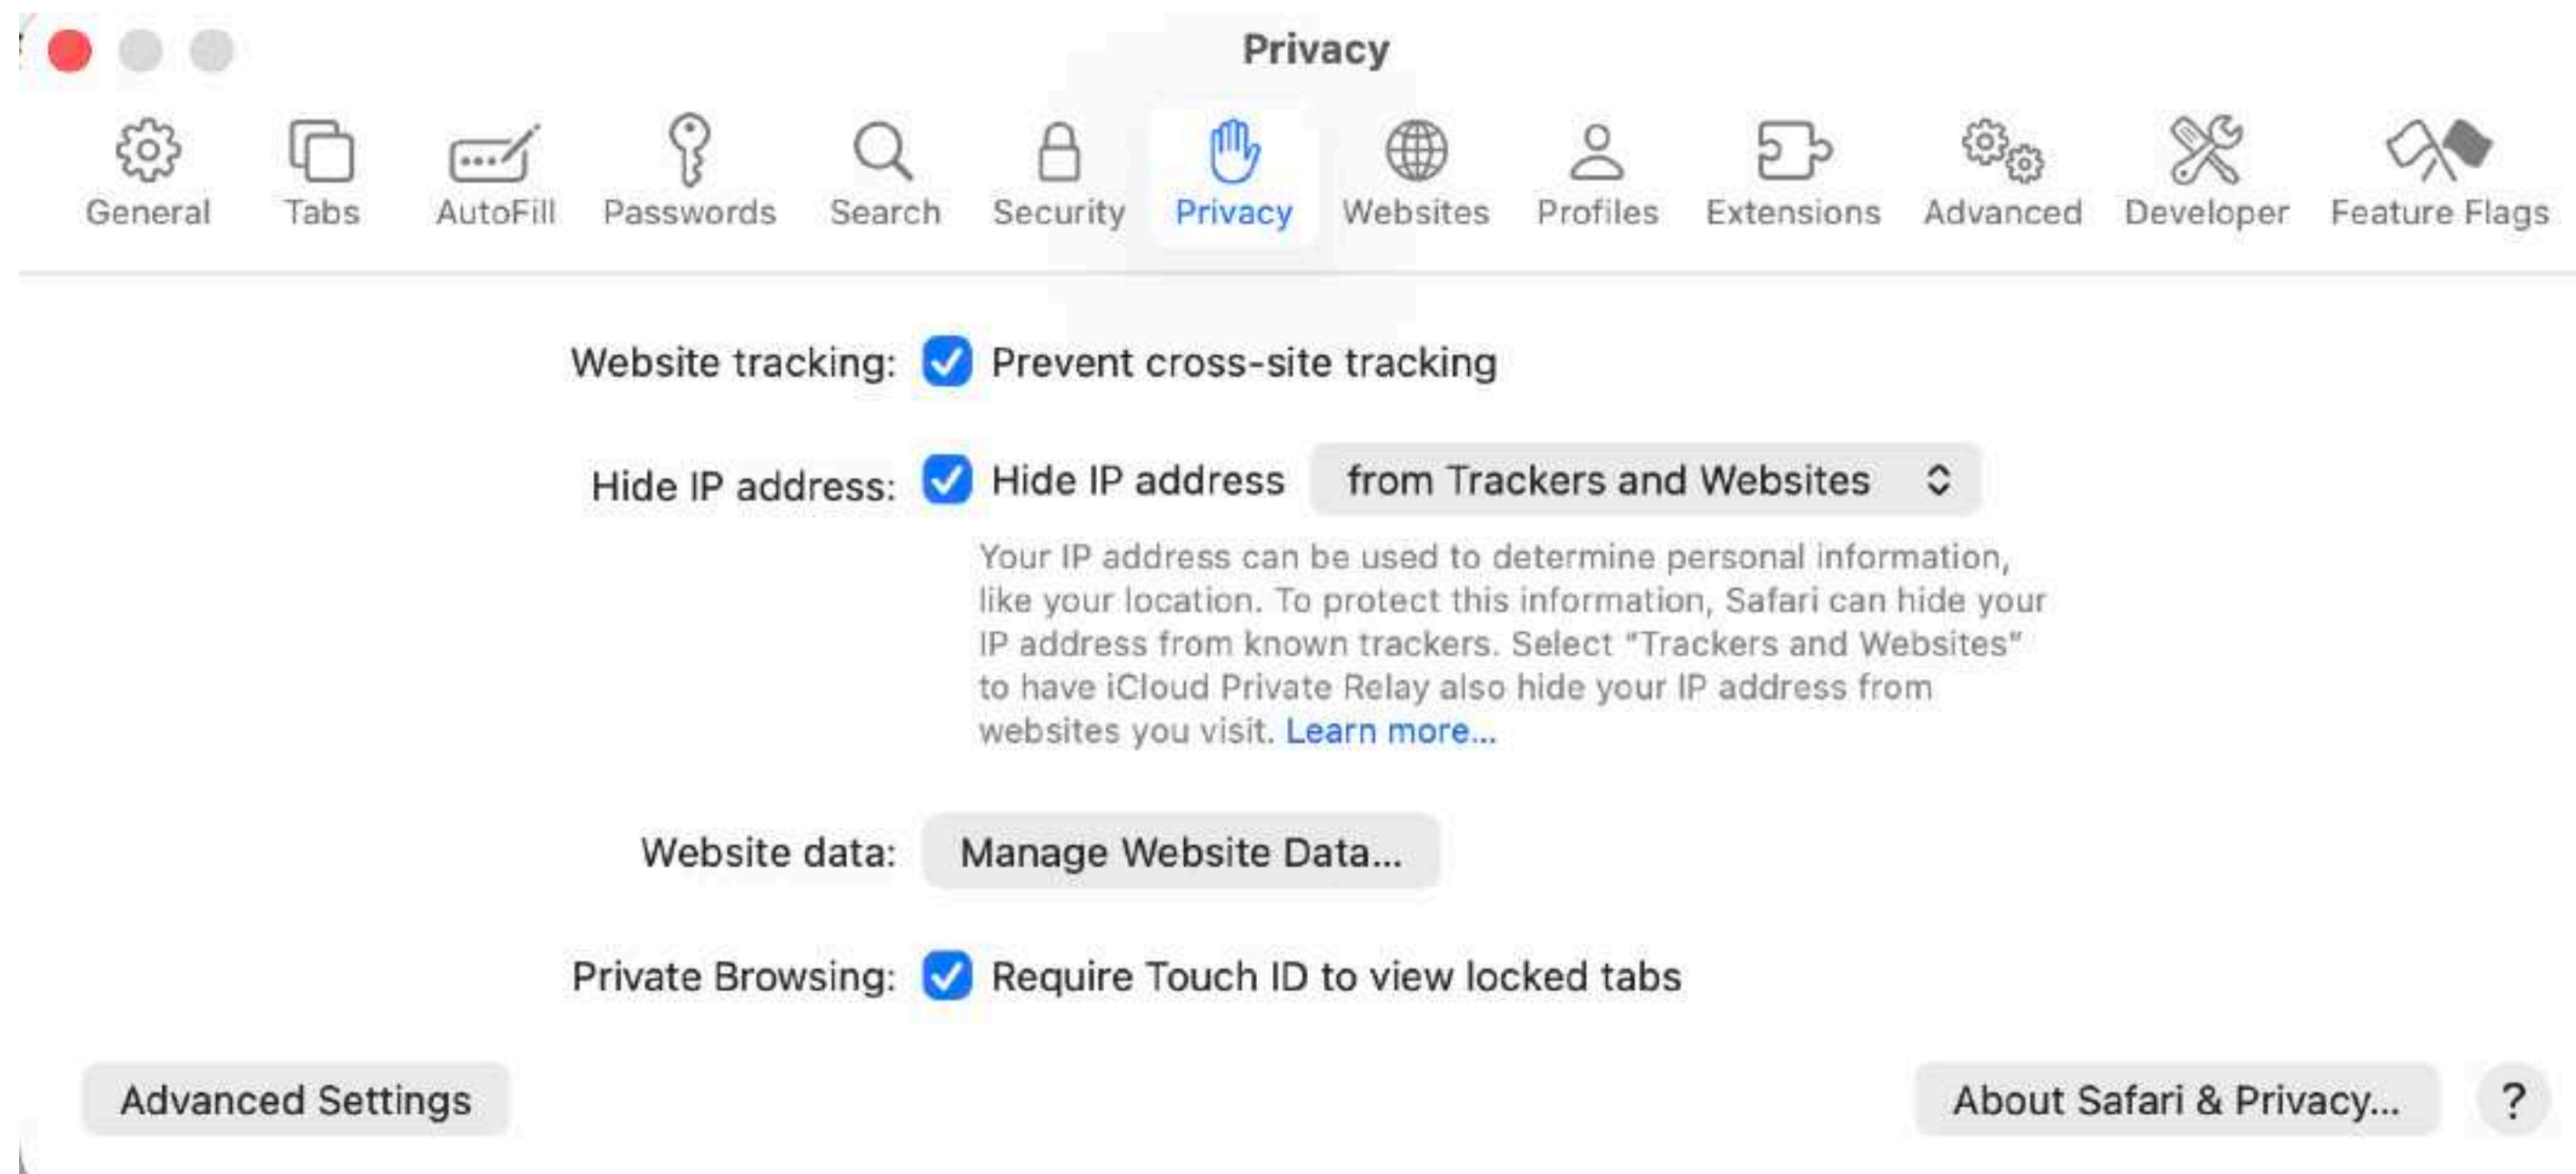 Privacy
General Tabs AutoFill Passwords Search Security Privacy Websites Profiles Extensions Advanced Developer Feature Flags
Website tracking: Prevent cross-site tracking
Hide IP address: Hide IP address from Trackers and Websites
Your IP address can be used to determine personal information,
like your location. To protect this information, Safari can hide your
IP address from known trackers. Select "Trackers and Websites"
to have iCloud Private Relay also hide your IP address from
websites you visit. Learn more...
Website data: Manage Website Data...
Private Browsing: Require Touch ID to view locked tabs
Advanced Settings About Safari & Privacy... ?